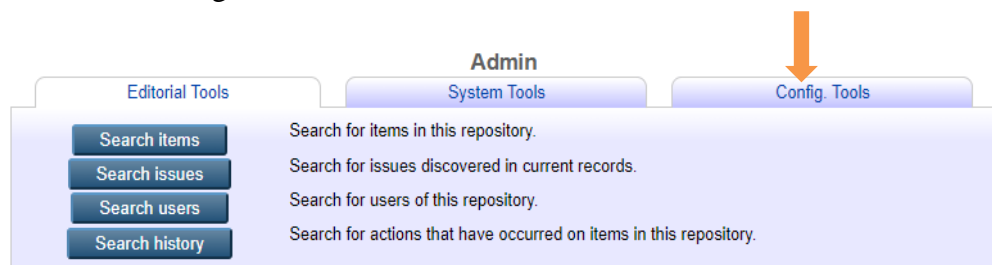 Admin
Editorial Tools System Tools Config. Tools
Search items Search for items in this repository.
Search issues Search for issues discovered in current records.
Search users Search for users of this repository.
Search history Search for actions that have occurred on items in this repository.